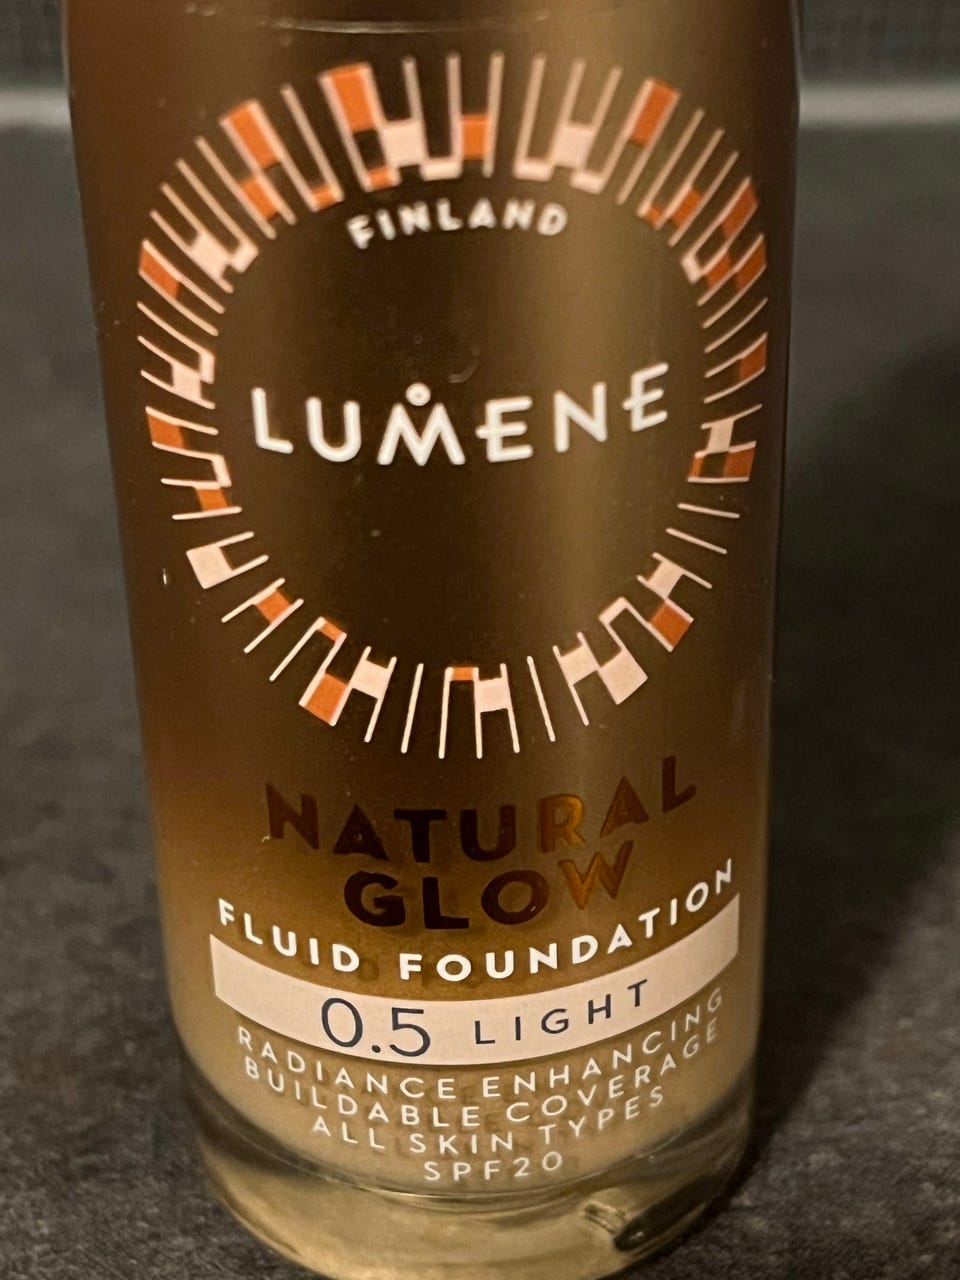 FINLAND
LUMENE
NATURAL
GLOW
FLUID FOUNDATION
0.5 LIGHT
RADIANCE ENHANCING
BUILDABLE COVERAGE
ALL SKIN TYPES
SPF20